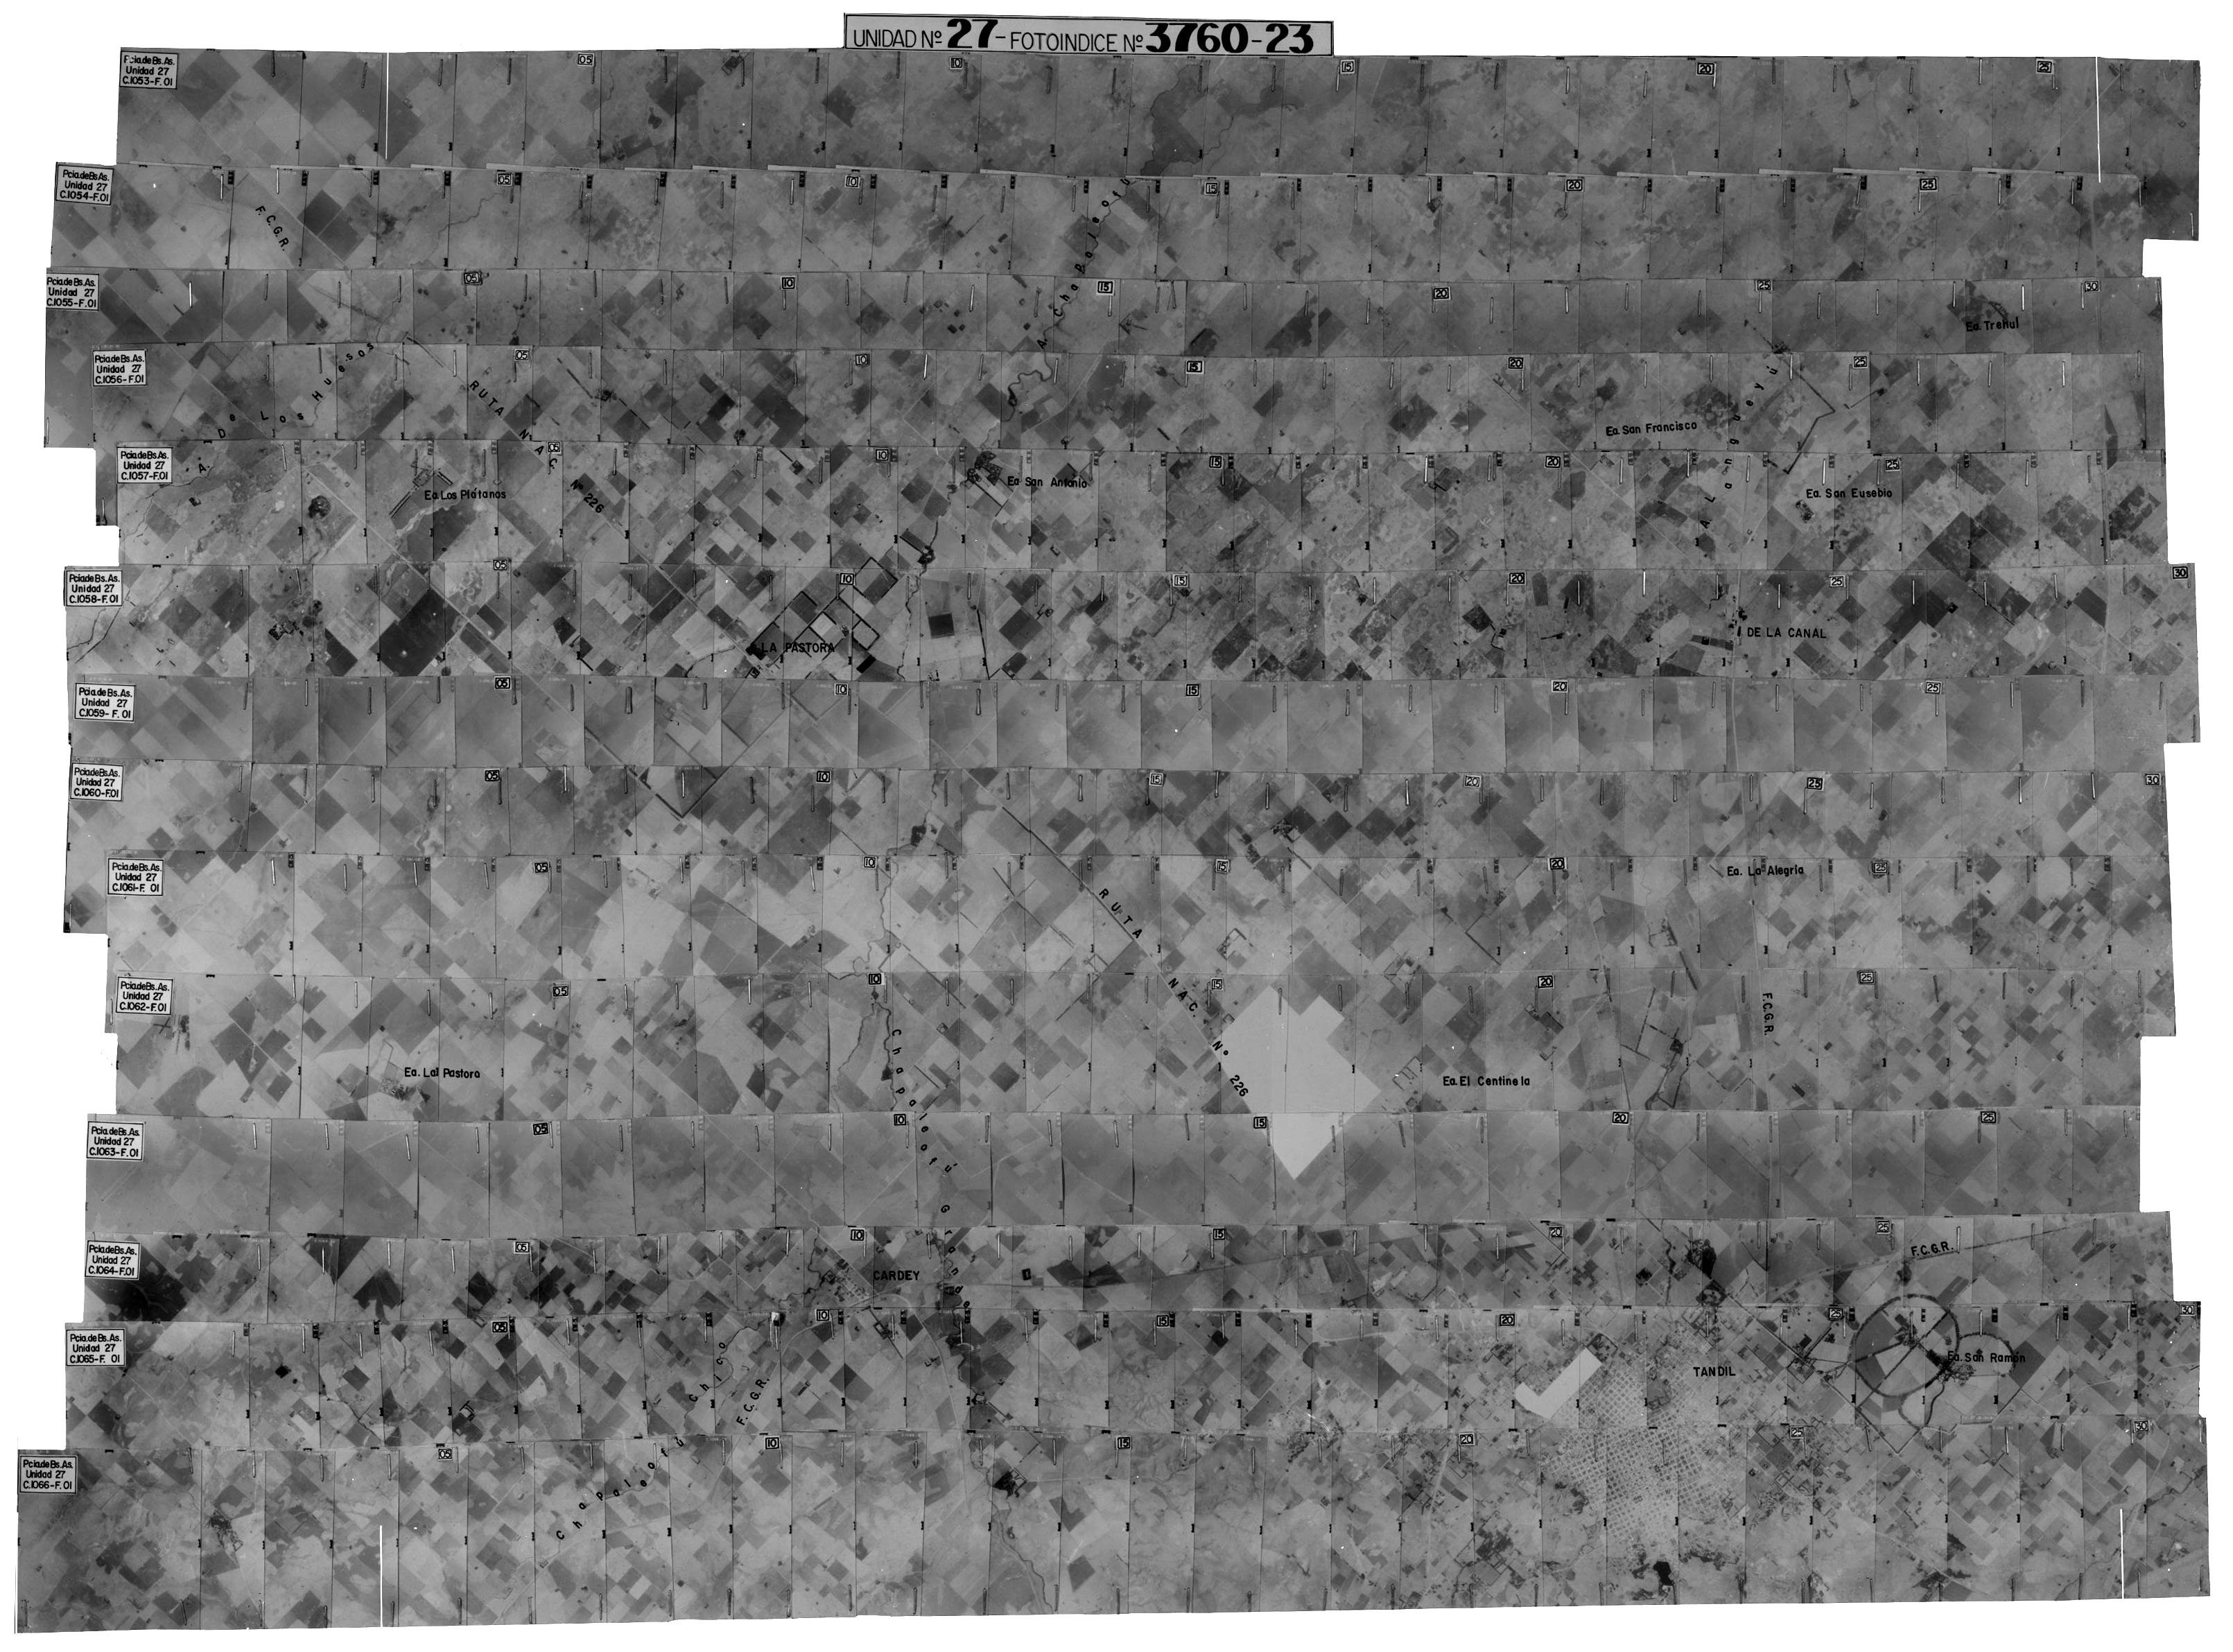 UNIDAD Nº 27 - FOTOINDICE Nº 3760-23
Pcia.de Bs.As.
Unidad 27
C.1053-F. 01
05
10
15
20
25
Pcia.de Bs.As.
Unidad 27
C.1054-F.01
F.C.G.R.
05
10
A. Chapaleofú
15
20
25
Pcia.de Bs.As.
Unidad 27
C.1055-F.01
05
10
15
20
25
30
Ea. Trehul
Pcia.de Bs.As.
Unidad 27
C.1056-F.01
A. De Los Huesos
05
RUTA NAC. Nº 226
10
15
20
25
Ea. San Francisco
A. Langueyú
Pcia.de Bs.As.
Unidad 27
C.1057-F.01
05
10
15
20
25
Ea. Los Plátanos
Ea. San Antonio
Ea. San Eusebio
Pcia.de Bs.As.
Unidad 27
C.1058-F.01
05
10
15
20
25
30
LA PASTORA
DE LA CANAL
Pcia.de Bs.As.
Unidad 27
C.1059-F. 01
05
10
15
20
25
Pcia.de Bs.As.
Unidad 27
C.1060-F.01
05
10
15
20
25
30
Pcia.de Bs.As.
Unidad 27
C.1061-F. 01
05
10
15
20
25
Ea. La Alegría
RUTA NAC. Nº 226
Pcia.de Bs.As.
Unidad 27
C.1062-F.01
05
10
15
20
25
F.C.G.R.
Chapaleofú Grande
Ea. La Pastora
Ea. El Centinela
Pcia.de Bs.As.
Unidad 27
C.1063-F. 01
05
10
15
20
25
Pcia.de Bs.As.
Unidad 27
C.1064-F.01
05
10
15
20
25
CARDEY
F.C.G.R.
Pcia.de Bs.As.
Unidad 27
C.1065-F. 01
05
10
15
20
25
30
Chapaleofú Chico
F.C.G.R.
TANDIL
Ea. San Ramón
Pcia.de Bs.As.
Unidad 27
C.1066-F. 01
05
10
15
20
25
30